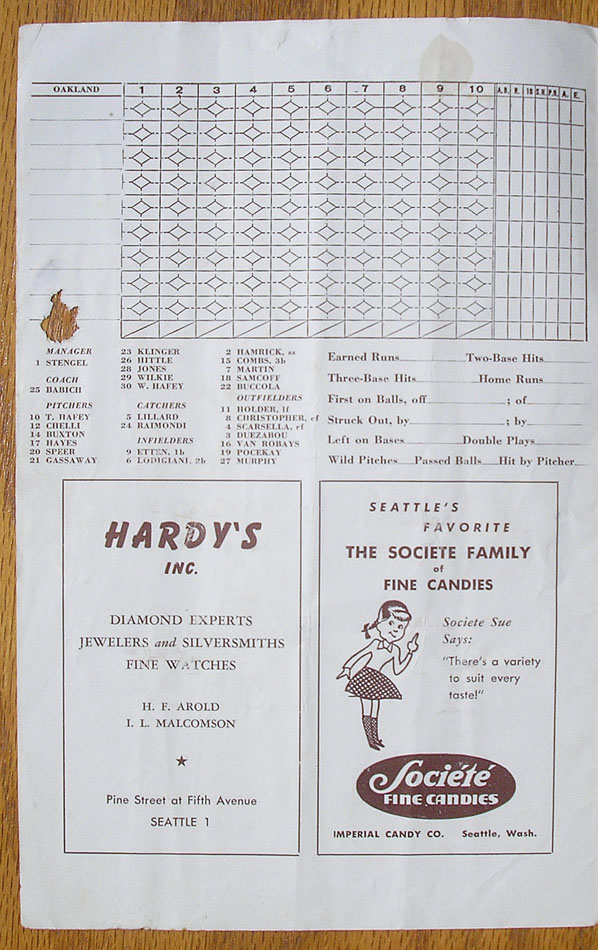 OAKLAND 1 2 3 4 5 6 7 8 9 10 A.B. R. 1B S.H. P.O. A. E.
MANAGER
1 STENGEL
COACH
25 BABICH
PITCHERS
10 T. HAFEY
12 CHELLI
14 BUXTON
17 HAYES
20 SPEER
21 GASSAWAY
23 KLINGER
26 HITTLE
28 JONES
29 WILKIE
30 W. HAFEY
CATCHERS
5 LILLARD
24 RAIMONDI
INFIELDERS
9 ETTEN, 1b
6 LODIGIANI, 2b
2 HAMRICK, ss
15 COMBS, 3b
7 MARTIN
18 SAMCOFF
22 BUCCOLA
OUTFIELDERS
11 HOLDER, lf
8 CHRISTOPHER, cf
4 SCARSELLA, rf
3 DUEZABOU
16 VAN ROBAYS
19 POCEKAY
27 MURPHY
Earned Runs Two-Base Hits
Three-Base Hits Home Runs
First on Balls, off ; of
Struck Out, by ; by
Left on Bases Double Plays
Wild Pitches Passed Balls Hit by Pitcher
HARDY'S
INC.
DIAMOND EXPERTS
JEWELERS and SILVERSMITHS
FINE WATCHES
H. F. AROLD
I. L. MALCOMSON
Pine Street at Fifth Avenue
SEATTLE 1
SEATTLE'S
FAVORITE
THE SOCIETE FAMILY
of
FINE CANDIES
Societe Sue
Says:
"There's a variety
to suit every
taste!"
Société
FINE CANDIES
IMPERIAL CANDY CO. Seattle, Wash.